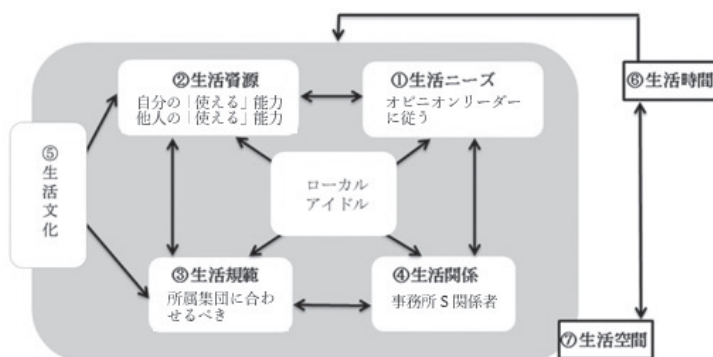 ②生活資源
自分の「使える」能力
他人の「使える」能力
①生活ニーズ
オピニオンリーダー
に従う
⑥生活時間
⑤生活文化
ローカル
アイドル
③生活規範
所属集団に合わ
せるべき
④生活関係
事務所S関係者
⑦生活空間